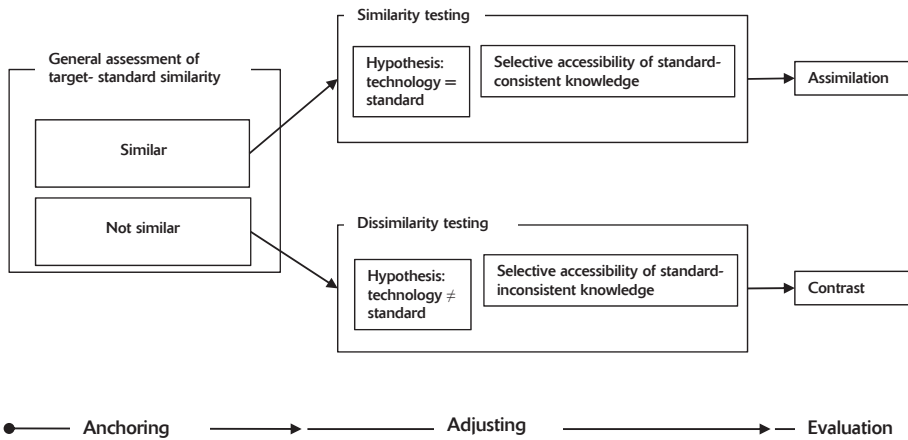 General assessment of
target- standard similarity
Similar
Not similar
Similarity testing
Hypothesis:
technology =
standard
Selective accessibility of standard-
consistent knowledge
Assimilation
Dissimilarity testing
Hypothesis:
technology ≠
standard
Selective accessibility of standard-
inconsistent knowledge
Contrast
Anchoring
Adjusting
Evaluation